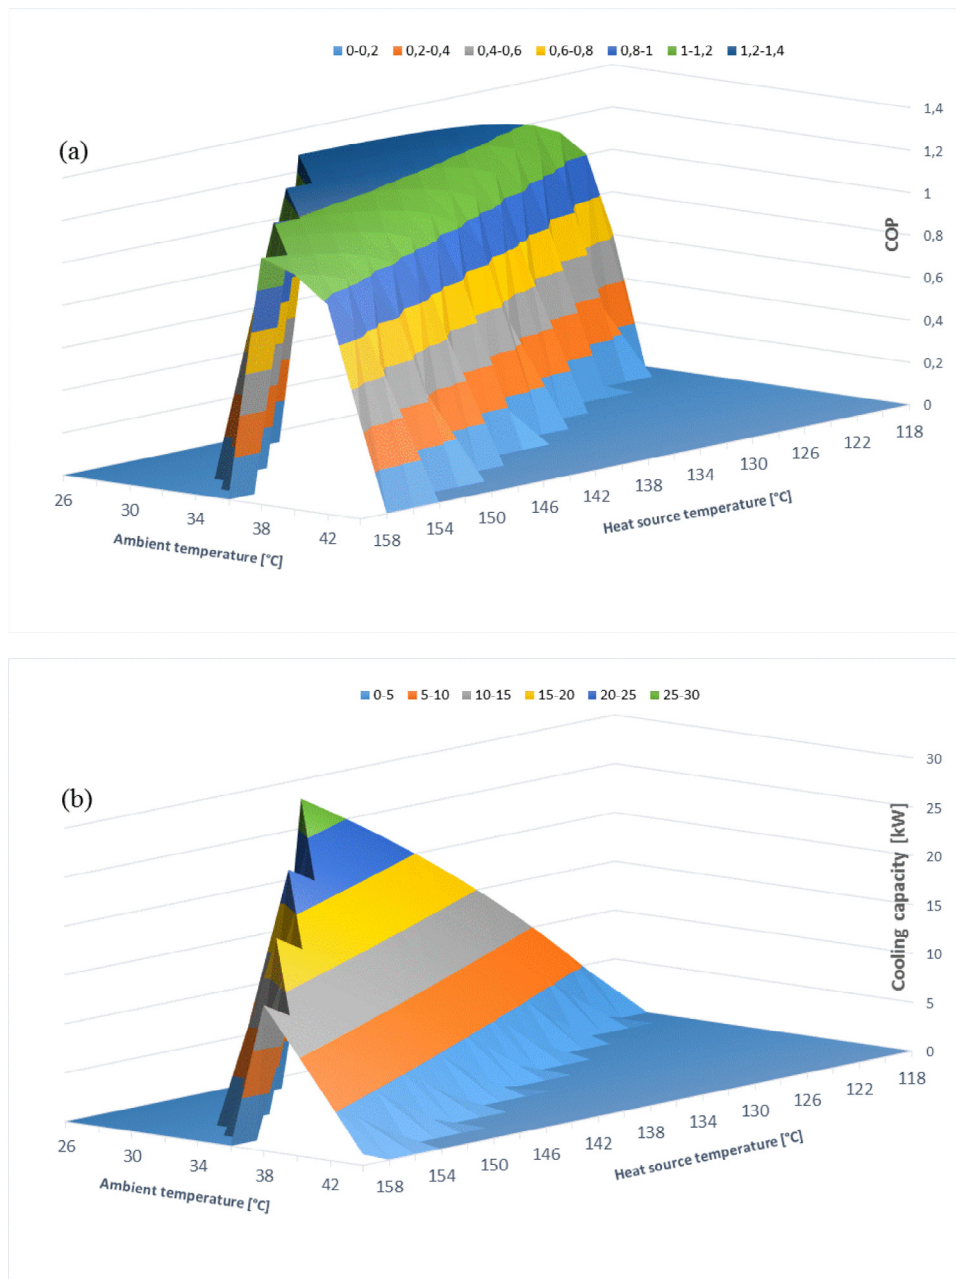 0-0,2 0,2-0,4 0,4-0,6 0,6-0,8 0,8-1 1-1,2 1,2-1,4
(a)
1,4
1,2
1
0,8
0,6
0,4
0,2
0
COP
26 30 34 38 42
Ambient temperature [°C]
158 154 150 146 142 138 134 130 126 122 118
Heat source temperature [°C]
0-5 5-10 10-15 15-20 20-25 25-30
(b)
30
25
20
15
10
5
0
Cooling capacity [kW]
26 30 34 38 42
Ambient temperature [°C]
158 154 150 146 142 138 134 130 126 122 118
Heat source temperature [°C]